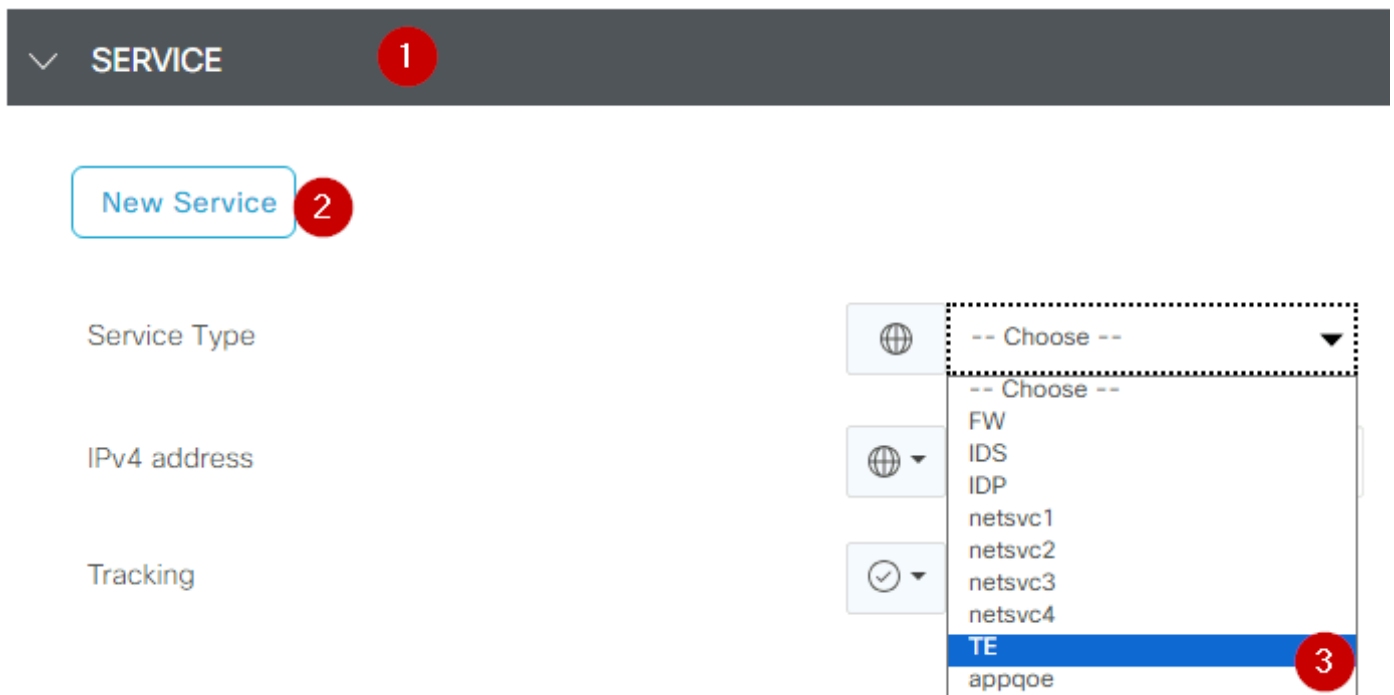 SERVICE 1
New Service 2
Service Type
-- Choose --
-- Choose --
FW
IDS
IDP
netsvc1
netsvc2
netsvc3
netsvc4
TE 3
appqoe
IPv4 address
Tracking